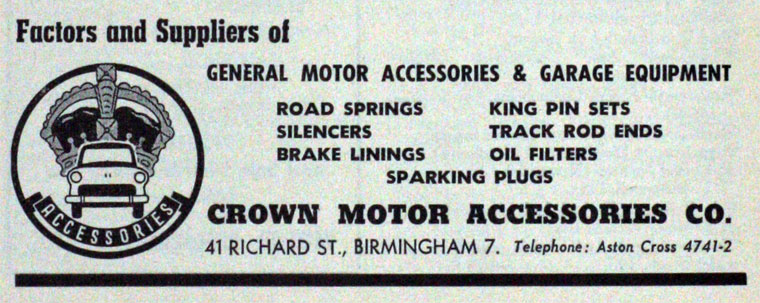 Factors and Suppliers of
GENERAL MOTOR ACCESSORIES & GARAGE EQUIPMENT
ROAD SPRINGS KING PIN SETS
SILENCERS TRACK ROD ENDS
BRAKE LININGS OIL FILTERS
SPARKING PLUGS
ACCESSORIES
CROWN MOTOR ACCESSORIES CO.
41 RICHARD ST., BIRMINGHAM 7. Telephone: Aston Cross 4741-2